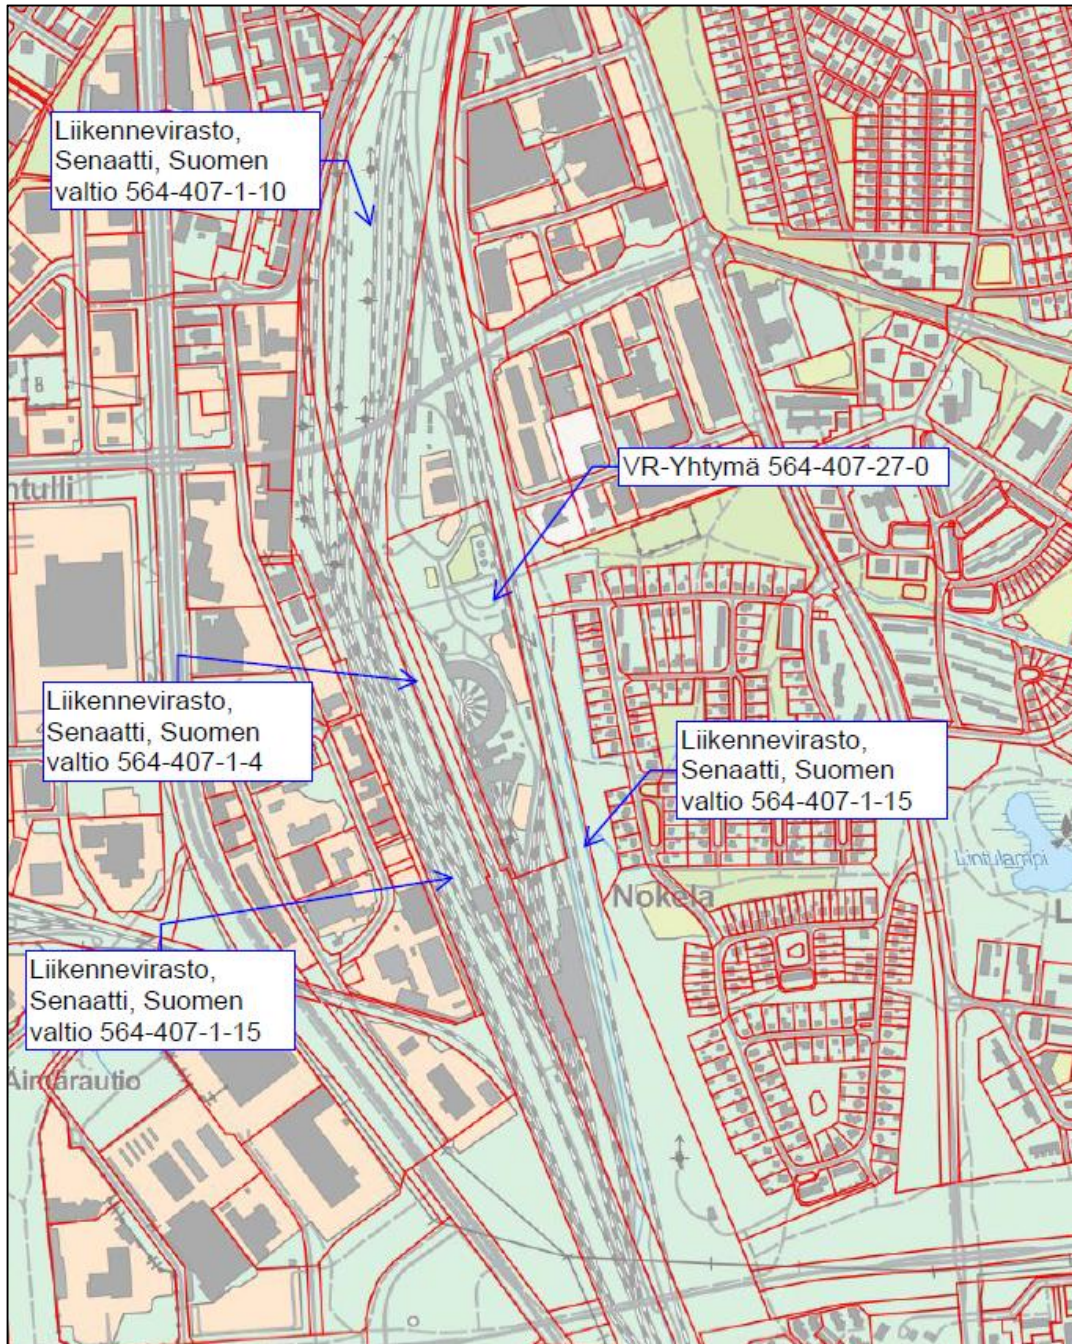 Liikennevirasto,
Senaatti, Suomen
valtio 564-407-1-10
VR-Yhtymä 564-407-27-0
ntulli
Liikennevirasto,
Senaatti, Suomen
valtio 564-407-1-4
Liikennevirasto,
Senaatti, Suomen
valtio 564-407-1-15
Lintulampi
Nokela
L
Liikennevirasto,
Senaatti, Suomen
valtio 564-407-1-15
Äimärautio